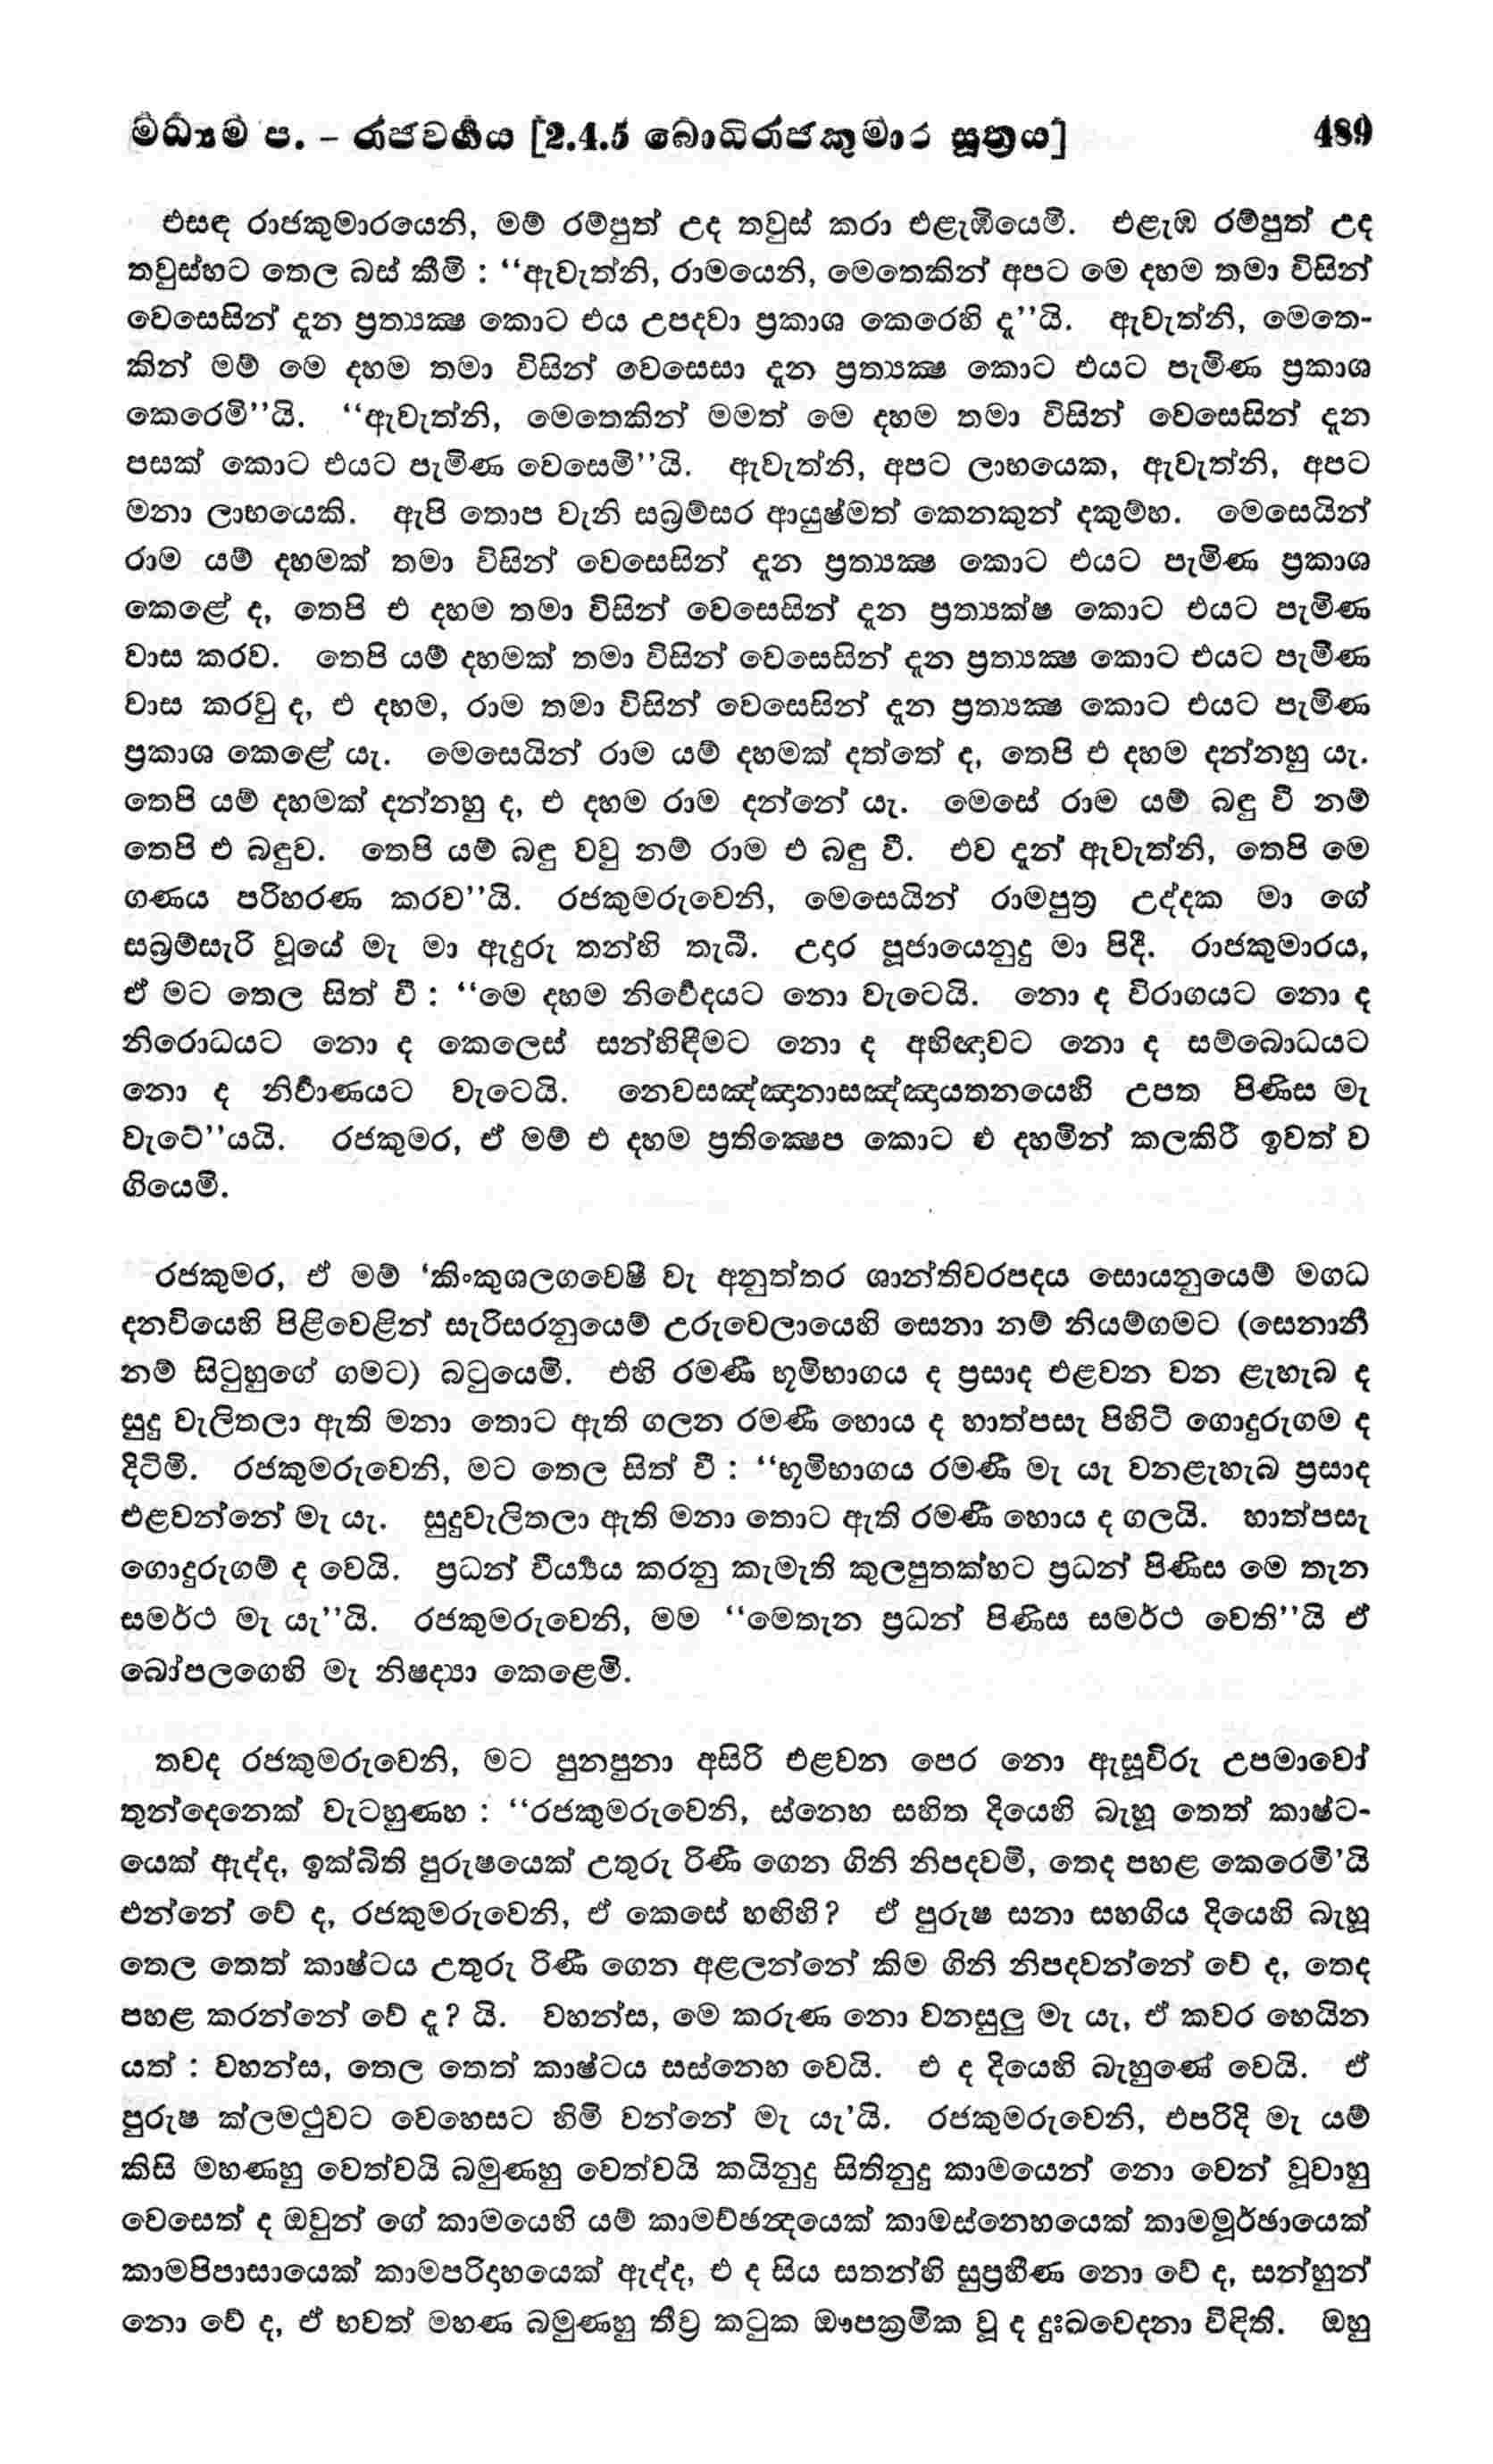 මධ්‍යම ප. – රාජවර්‍ගය [2.4.5 බොධිරාජකුමාර සූත්‍රය] 489
එසඳ රාජකුමාරයෙනි, මම් රම්පුත් උද තවුස් කරා එළැඹියෙමි. එළැඹ රම්පුත් උද
තවුස්හට තෙල බස් කීමි : “ඇවැත්නි, රාමයෙනි, මෙතෙකින් අපට මෙ දහම තමා විසින්
වෙසෙසින් දැන ප්‍රත්‍යක්‍ෂ කොට එය උපදවා ප්‍රකාශ කෙරෙහි දැ”යි. ඇවැත්නි, මෙතෙ-
කින් මම් මෙ දහම තමා විසින් වෙසෙසා දැන ප්‍රත්‍යක්‍ෂ කොට එයට පැමිණ ප්‍රකාශ
කෙරෙමි”යි. “ඇවැත්නි, මෙතෙකින් මමත් මෙ දහම තමා විසින් වෙසෙසින් දැන
පසක් කොට එයට පැමිණ වෙසෙමි”යි. ඇවැත්නි, අපට ලාභයෙක, ඇවැත්නි, අපට
මනා ලාභයෙකි. ඇපි තොප වැනි සබ්‍රම්සර ආයුෂ්මත් කෙනකුන් දකුම්හ. මෙසෙයින්
රාම යම් දහමක් තමා විසින් වෙසෙසින් දැන ප්‍රත්‍යක්‍ෂ කොට එයට පැමිණ ප්‍රකාශ
කෙළේ ද, තෙපි එ දහම තමා විසින් වෙසෙසින් දැන ප්‍රත්‍යක්ෂ කොට එයට පැමිණ
වාස කරව. තෙපි යම් දහමක් තමා විසින් වෙසෙසින් දැන ප්‍රත්‍යක්‍ෂ කොට එයට පැමිණ
වාස කරවු ද, එ දහම, රාම තමා විසින් වෙසෙසින් දැන ප්‍රත්‍යක්‍ෂ කොට එයට පැමිණ
ප්‍රකාශ කෙළේ යැ. මෙසෙයින් රාම යම් දහමක් දත්තේ ද, තෙපි එ දහම දන්නහු යැ.
තෙපි යම් දහමක් දන්නහු ද, එ දහම රාම දන්නේ යැ. මෙසේ රාම යම් බඳු වී නම්
තෙපි එ බඳුව. තෙපි යම් බඳු වවු නම් රාම එ බඳු වී. එව දැන් ඇවැත්නි, තෙපි මෙ
ගණය පරිහරණ කරව”යි. රජකුමරුවෙනි, මෙසෙයින් රාමපුත්‍ර උද්දක මා ගේ
සබ්‍රම්සැරි වූයේ මැ මා ඇදුරු තන්හි තැබී. උදර පූජායෙනුදු මා පිදී. රාජකුමාරය,
ඒ මට තෙල සිත් වී : “මෙ දහම නිර්‍වේදයට නො වැටෙයි. නො ද විරාගයට නො ද
නිරොධයට නො ද කෙලෙස් සන්හිඳීමට නො ද අභිඥාවට නො ද සම්බොධයට
නො ද නිර්‍වාණයට වැටෙයි. නෙවසඤ්ඤානාසඤ්ඤායතනයෙහි උපත පිණිස මැ
වැටේ”යයි. රජකුමර, ඒ මම් එ දහම ප්‍රතික්‍ෂෙප කොට එ දහමින් කලකිරී ඉවත් ව
ගියෙමි.
රජකුමර, ඒ මම් ‘කිංකුශලගවෙෂී වැ අනුත්තර ශාන්තිවරපදය සොයනුයෙම් මගධ
දනවියෙහි පිළිවෙළින් සැරිසරනුයෙම් උරුවෙලායෙහි සෙනා නම් නියම්ගමට (සෙනානී
නම් සිටුහුගේ ගමට) බටුයෙමි. එහි රමණී භූමිභාගය ද ප්‍රසාද එළවන වන ළැහැබ ද
සුදු වැලිතලා ඇති මනා තොට ඇති ගලන රමණී හොය ද හාත්පසැ පිහිටි ගොදුරුගම ද
දිටිමි. රජකුමරුවෙනි, මට තෙල සිත් වී : “භූමිභාගය රමණී මැ යැ වනළැහැබ ප්‍රසාද
එළවන්නේ මැ යැ. සුදුවැලිතලා ඇති මනා තොට ඇති රමණී හොය ද ගලයි. හාත්පසැ
ගොදුරුගම් ද වෙයි. ප්‍රධන් වීර්‍ය්‍යය කරනු කැමැති කුලපුතක්හට ප්‍රධන් පිණිස මෙ තැන
සමර්ථ මැ යැ”යි. රජකුමරුවෙනි, මම “මෙතැන ප්‍රධන් පිණිස සමර්ථ වෙති”යි ඒ
බෝපලගෙහි මැ නිෂද්‍යා කෙළෙමි.
තවද රජකුමරුවෙනි, මට පුනපුනා අසිරි එළවන පෙර නො ඇසූවිරූ උපමාවෝ
තුන්දෙනෙක් වැටහුණහ : “රජකුමරුවෙනි, ස්නෙහ සහිත දියෙහි බැහූ තෙත් කාෂ්ට-
යෙක් ඇද්ද, ඉක්බිති පුරුෂයෙක් උතුරු රිණී ගෙන ගිනි නිපදවමි, තෙද පහළ කෙරෙමි’යි
එන්නේ වේ ද, රජකුමරුවෙනි, ඒ කෙසේ හඟිහි? ඒ පුරුෂ සනා සහගිය දියෙහි බැහූ
තෙල තෙත් කාෂ්ටය උතුරු රිණී ගෙන අළලන්නේ කිම ගිනි නිපදවන්නේ වේ ද, තෙද
පහළ කරන්නේ වේ දැ? යි. වහන්ස, මෙ කරුණ නො වනසුලු මැ යැ, ඒ කවර හෙයින
යත් : වහන්ස, තෙල තෙත් කාෂ්ටය සස්නෙහ වෙයි. එ ද දියෙහි බැහුණේ වෙයි. ඒ
පුරුෂ ක්ලමථුවට වෙහෙසට හිමි වන්නේ මැ යැ’යි. රජකුමරුවෙනි, එපරිදි මැ යම්
කිසි මහණහු වෙත්වයි බමුණහු වෙත්වයි කයිනුදු සිතිනුදු කාමයෙන් නො වෙන් වූවාහු
වෙසෙත් ද ඔවුන් ගේ කාමයෙහි යම් කාමච්ඡන්‍දයෙක් කාමස්නෙහයෙක් කාමමූර්ඡායෙක්
කාමපිපාසායෙක් කාමපරිදාහයෙක් ඇද්ද, එ ද සිය සතන්හි සුප්‍රහීණ නො වේ ද, සන්හුන්
නො වේ ද, ඒ භවත් මහණ බමුණහු තීව්‍ර කටුක ඖපක්‍රමික වූ ද දුඃඛවෙදනා විඳිති. ඔහු